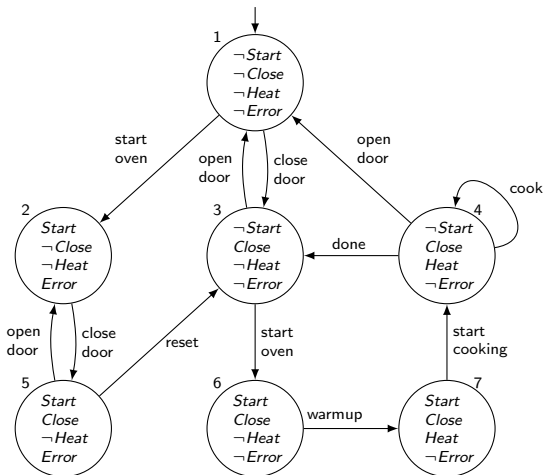 1
¬Start
¬Close
¬Heat
¬Error
start
oven
open
door
close
door
open
door
cook
2
Start
¬Close
¬Heat
Error
3
¬Start
Close
¬Heat
¬Error
done
4
¬Start
Close
Heat
¬Error
open
door
close
door
reset
start
oven
start
cooking
5
Start
Close
¬Heat
Error
6
Start
Close
¬Heat
¬Error
warmup
7
Start
Close
Heat
¬Error